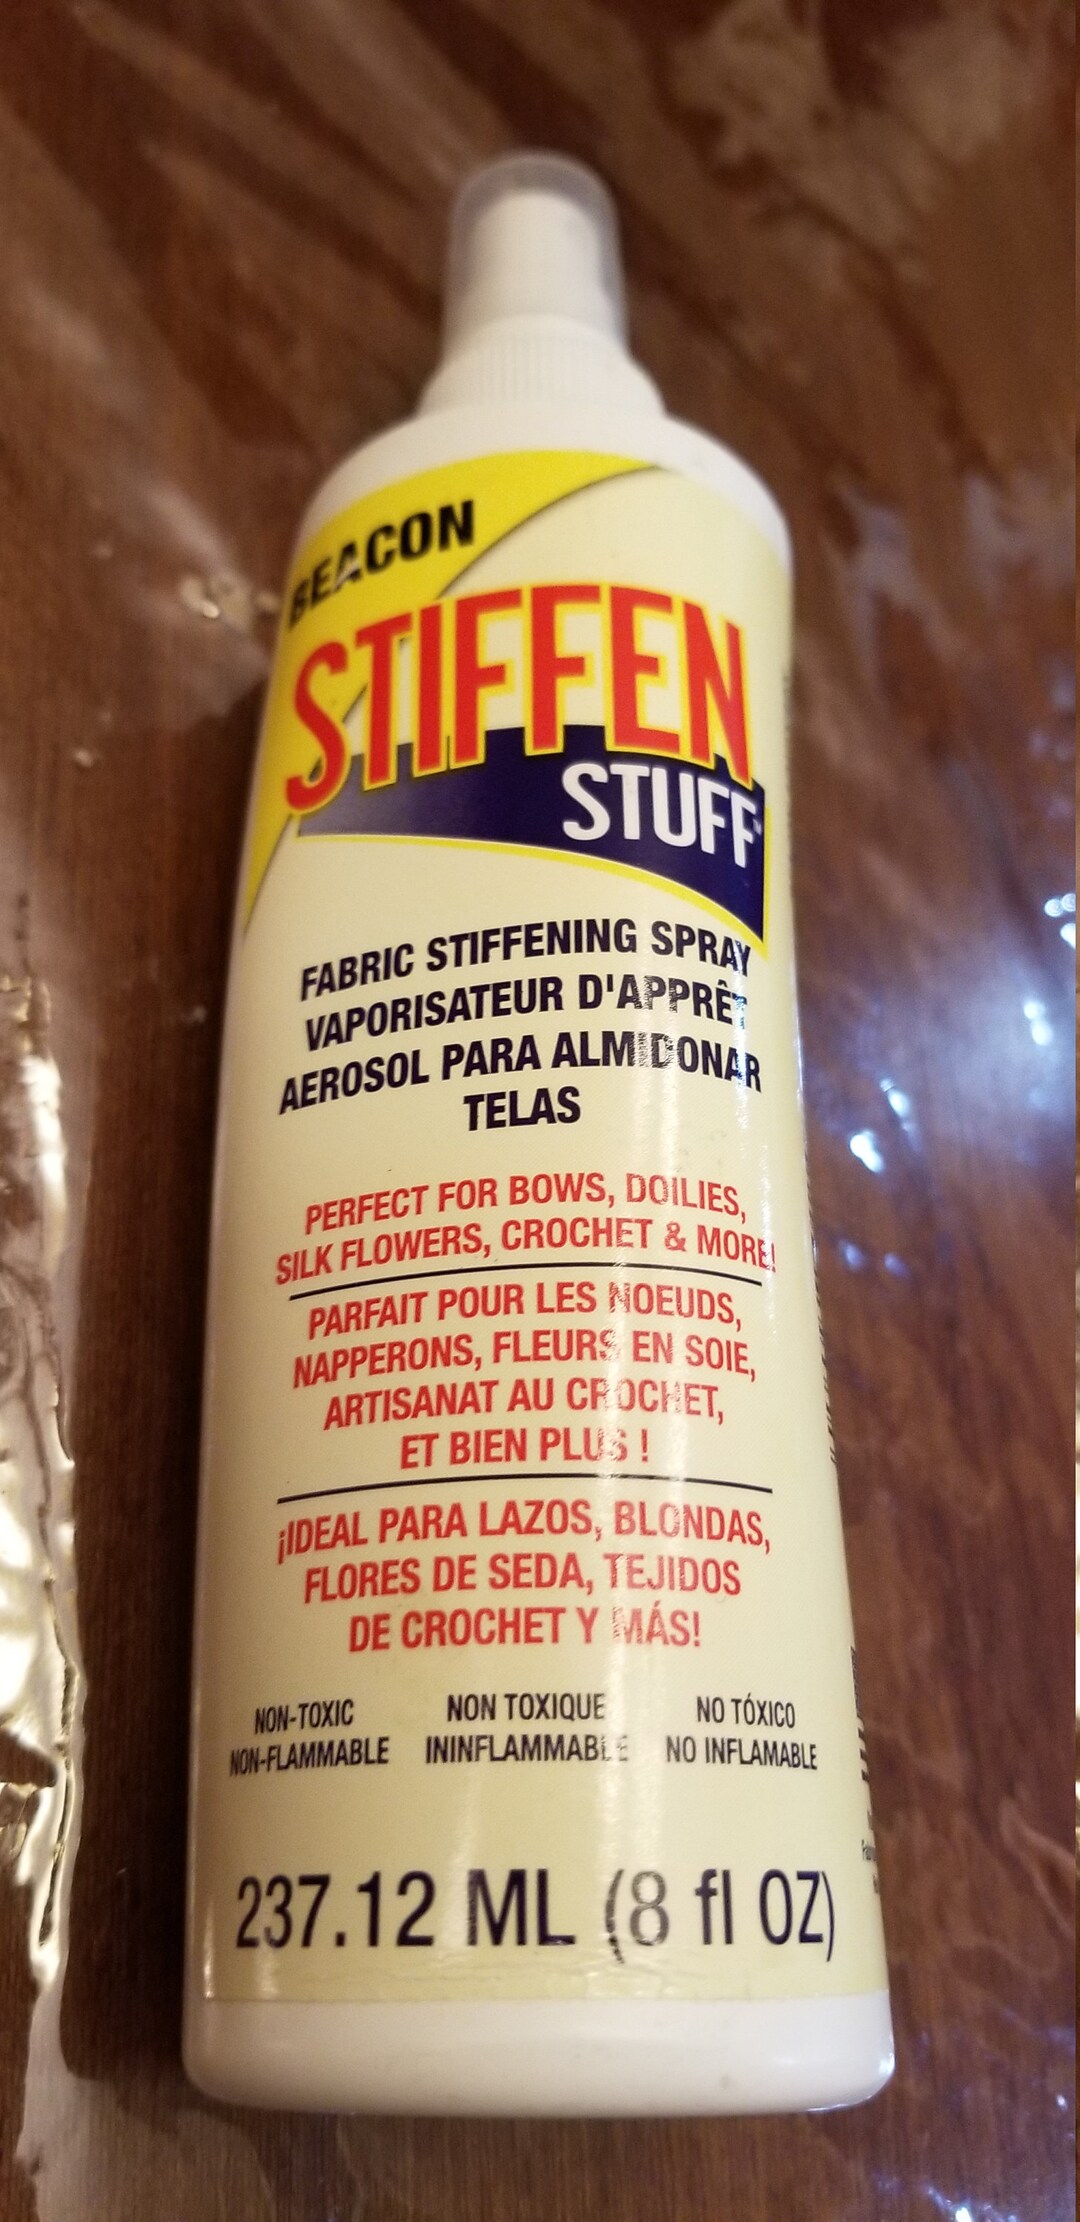 BEACON
STIFFEN
STUFF
FABRIC STIFFENING SPRAY
VAPORISATEUR D'APPRÊT
AEROSOL PARA ALMIDONAR
TELAS
PERFECT FOR BOWS, DOILIES,
SILK FLOWERS, CROCHET & MORE!
PARFAIT POUR LES NOEUDS,
NAPPERONS, FLEURS EN SOIE,
ARTISANAT AU CROCHET,
ET BIEN PLUS !
¡IDEAL PARA LAZOS, BLONDAS,
FLORES DE SEDA, TEJIDOS
DE CROCHET Y MÁS!
NON-TOXIC NON TOXIQUE NO TÓXICO
NON-FLAMMABLE ININFLAMMABLE NO INFLAMABLE
237.12 ML (8 fl OZ)